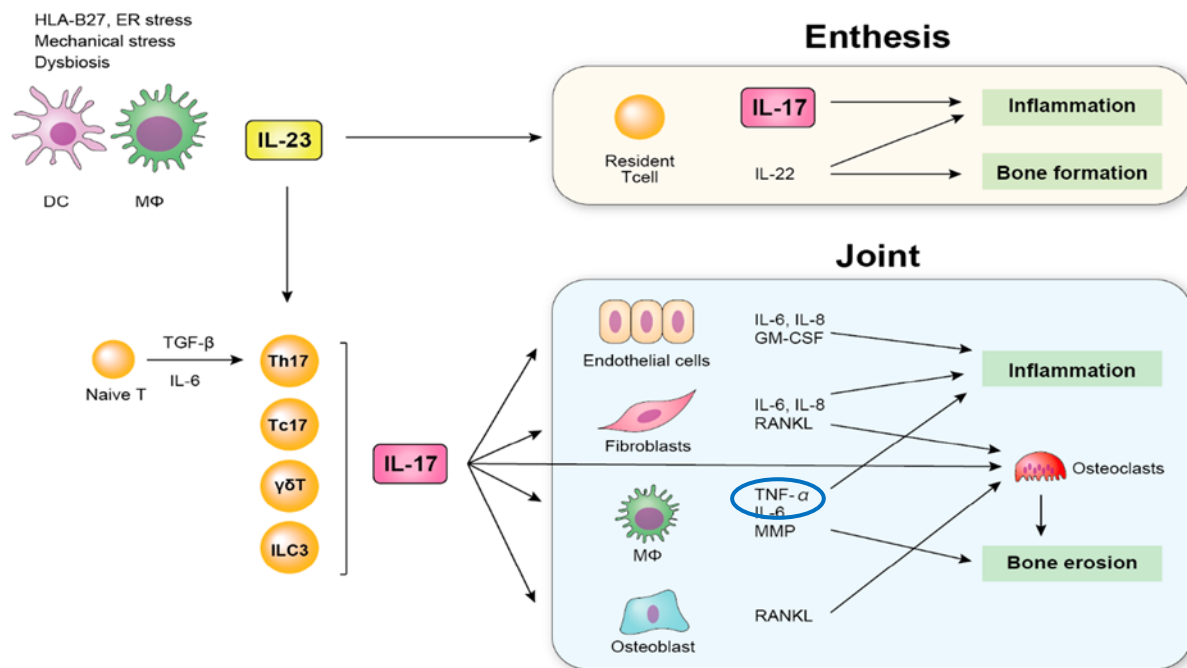 HLA-B27, ER stress
Mechanical stress
Dysbiosis
DC
MΦ
IL-23
Enthesis
Resident
Tcell
IL-17
IL-22
Inflammation
Bone formation
Naive T
TGF-β
IL-6
Th17
Tc17
γδT
ILC3
IL-17
Joint
Endothelial cells
IL-6, IL-8
GM-CSF
Inflammation
Fibroblasts
IL-6, IL-8
RANKL
Osteoclasts
MΦ
TNF-α
IL-6
MMP
Bone erosion
Osteoblast
RANKL